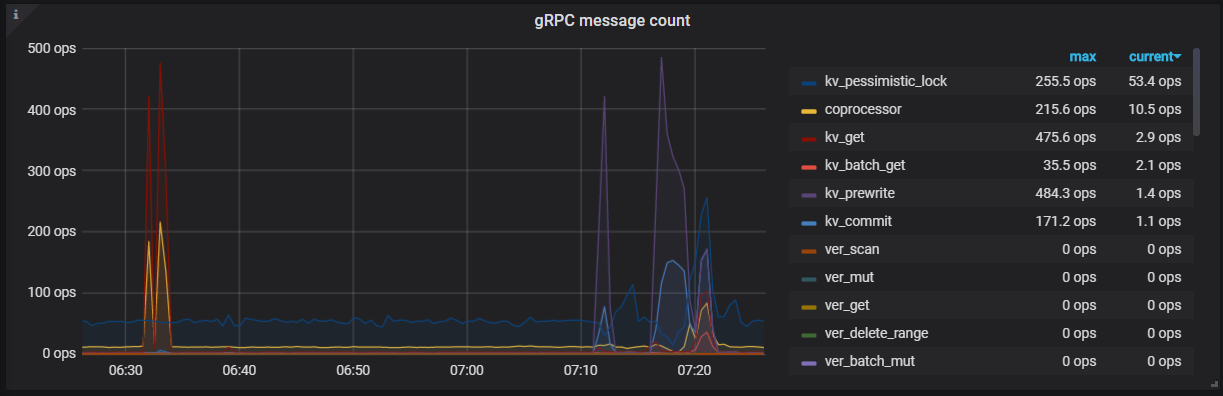 i
gRPC message count
500 ops
400 ops
300 ops
200 ops
100 ops
0 ops
06:30 06:40 06:50 07:00 07:10 07:20
max current
kv_pessimistic_lock 255.5 ops 53.4 ops
coprocessor 215.6 ops 10.5 ops
kv_get 475.6 ops 2.9 ops
kv_batch_get 35.5 ops 2.1 ops
kv_prewrite 484.3 ops 1.4 ops
kv_commit 171.2 ops 1.1 ops
ver_scan 0 ops 0 ops
ver_mut 0 ops 0 ops
ver_get 0 ops 0 ops
ver_delete_range 0 ops 0 ops
ver_batch_mut 0 ops 0 ops